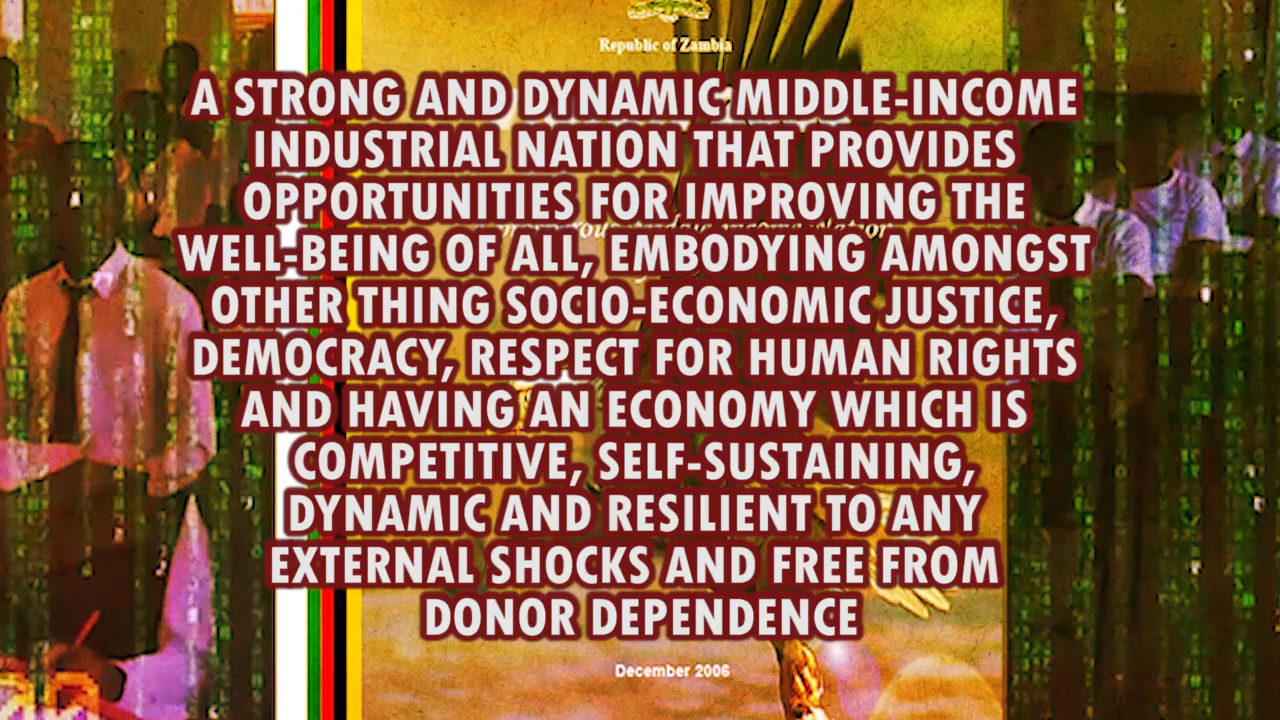 Republic of Zambia
A STRONG AND DYNAMIC MIDDLE-INCOME
INDUSTRIAL NATION THAT PROVIDES
OPPORTUNITIES FOR IMPROVING THE
WELL-BEING OF ALL, EMBODYING AMONGST
OTHER THING SOCIO-ECONOMIC JUSTICE,
DEMOCRACY, RESPECT FOR HUMAN RIGHTS
AND HAVING AN ECONOMY WHICH IS
COMPETITIVE, SELF-SUSTAINING,
DYNAMIC AND RESILIENT TO ANY
EXTERNAL SHOCKS AND FREE FROM
DONOR DEPENDENCE
December 2006